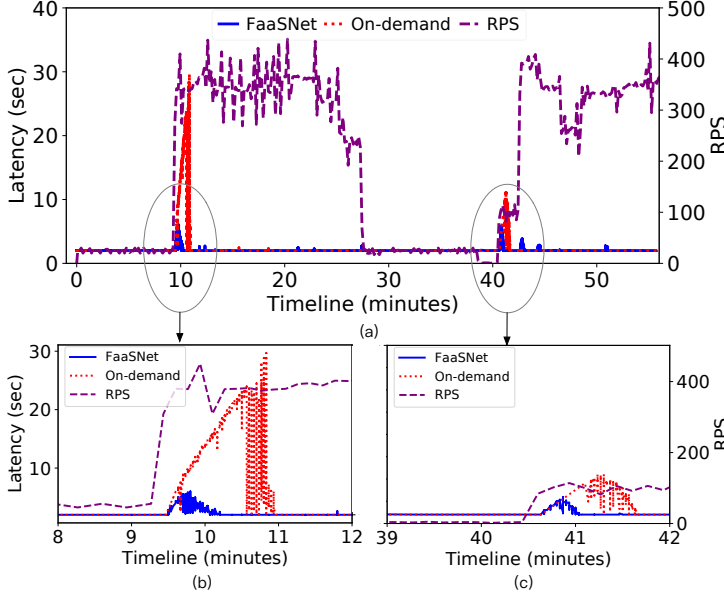 FaaSNet On-demand RPS
Latency (sec)
40
30
20
10
0
500
400
300
200
100
0
RPS
0 10 20 30 40 50
Timeline (minutes)
(a)
FaaSNet
On-demand
RPS
Latency (sec)
30
20
10
8 9 10 11 12
Timeline (minutes)
(b)
FaaSNet
On-demand
RPS
400
200
0
RPS
39 40 41 42
Timeline (minutes)
(c)